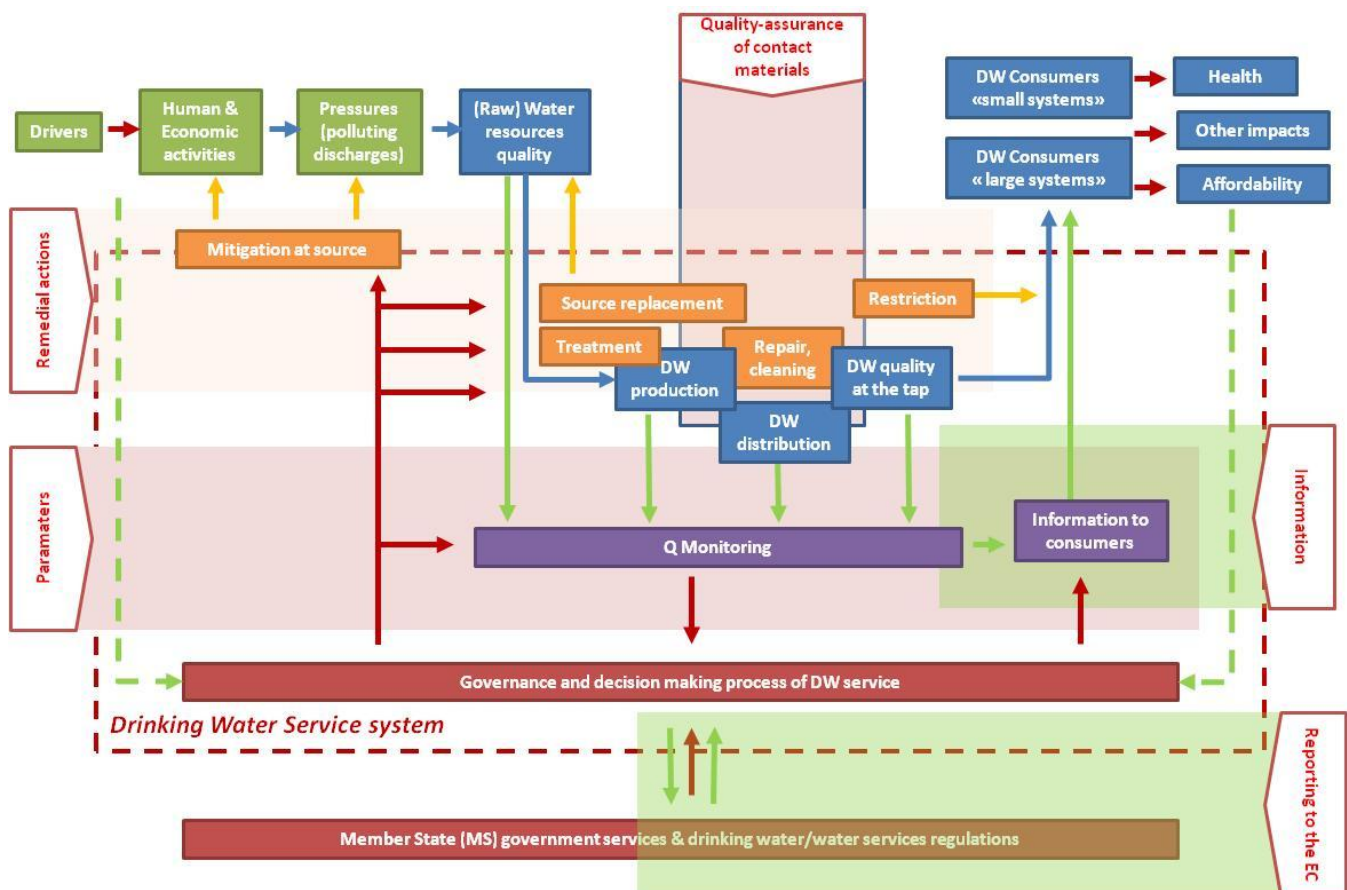 Quality-assurance
of contact
materials
Drivers
Human &
Economic
activities
Pressures
(polluting
discharges)
(Raw) Water
resources
quality
DW Consumers
«small systems»
Health
Other impacts
DW Consumers
«large systems»
Affordability
Remedial actions
Mitigation at source
Source replacement
Restriction
Treatment
Repair,
cleaning
DW
production
DW quality
at the tap
DW
distribution
Paramaters
Information
Q Monitoring
Information to
consumers
Governance and decision making process of DW service
Drinking Water Service system
Reporting to the EC
Member State (MS) government services & drinking water/water services regulations